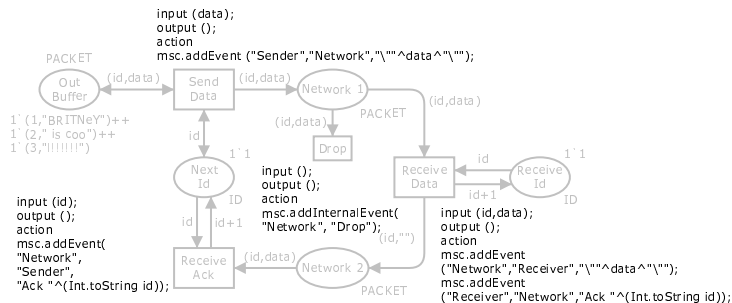 input (data);
output ();
action
msc.addEvent ("Sender","Network","\""^data^"\"");
PACKET
Out
Buffer
(id,data)
Send
Data
(id,data)
Network 1
PACKET
(id,data)
1`(1,"BRITNeY")++
1`(2," is coo")++
1`(3,"!!!!!!!")
id
(id,data)
Drop
1`1
Next
Id
ID
input ();
output ();
action
msc.addInternalEvent(
"Network", "Drop");
Receive
Data
id
id+1
1`1
Receive
Id
ID
input (id);
output ();
action
msc.addEvent(
"Network",
"Sender",
"Ack "^(Int.toString id));
id
id+1
Receive
Ack
(id,data)
Network 2
PACKET
(id,"")
input (id,data);
output ();
action
msc.addEvent
("Network","Receiver","\""^data^"\"");
msc.addEvent
("Receiver","Network","Ack "^(Int.toString id));